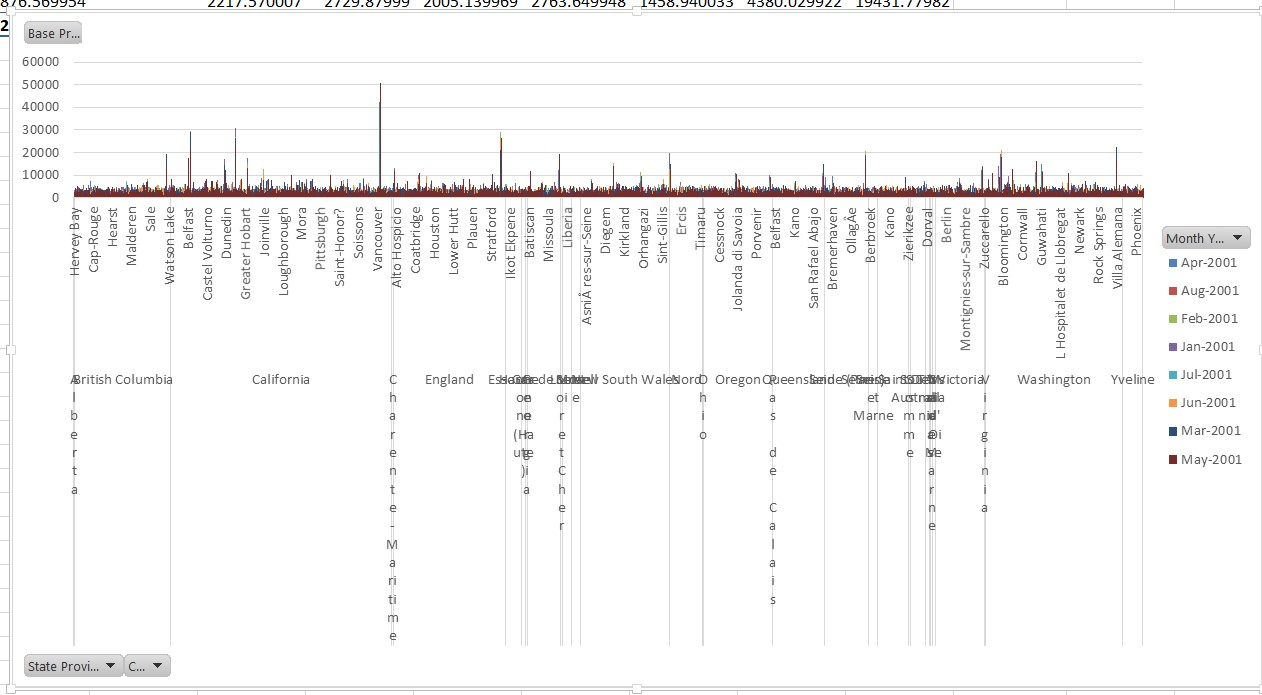 876.569954 2217.570007 2729.87999 2005.139969 2763.649948 1458.940033 4380.029922 19431.77982
2
Base Pr...
60000
50000
40000
30000
20000
10000
0
Hervey Bay
Cap-Rouge
Hearst
Malderen
Sale
Watson Lake
Belfast
Castel Volturno
Dunedin
Greater Hobart
Joinville
Loughborough
Mora
Pittsburgh
Saint-Honor?
Soissons
Vancouver
Alto Hospicio
Coatbridge
Houston
Lower Hutt
Plauen
Stratford
Ikot Ekpene
Batiscan
Missoula
Liberia
AsniÃ res-sur-Seine
Diegem
Kirkland
Orhangazi
Sint-Gillis
Ercis
Timaru
Cessnock
Jolanda di Savoia
Porvenir
Belfast
Kano
San Rafael Abajo
Bremerhaven
Berbroek
Kano
Zierikzee
Dorval
Berlin
Montignies-sur-Sambre
Zuccarello
Bloomington
Cornwall
Guwahati
L Hospitalet de Llobregat
Newark
Rock Springs
Villa Alemana
Phoenix
Alberta
British Columbia
California
Charente-Maritime
England
South Wales
Nord
Ohio
Oregon
Queensland
Pas de Calais
et
Marne
Somme
Victoria
Virginia
Washington
Yveline
Month Y...
Apr-2001
Aug-2001
Feb-2001
Jan-2001
Jul-2001
Jun-2001
Mar-2001
May-2001
State Provi...
C...